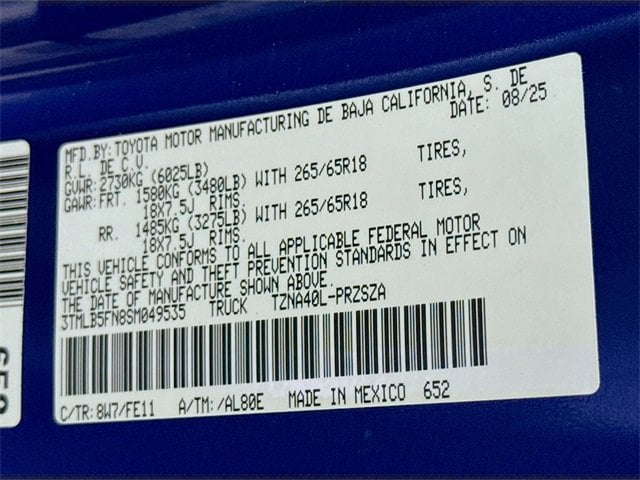 MFD.BY:TOYOTA MOTOR MANUFACTURING DE BAJA CALIFORNIA, S. DE
R.L. DE C.V. DATE: 08/25
GVWR:2730KG (6025LB)
GAWR:FRT. 1580KG (3480LB) WITH 265/65R18 TIRES,
18X7.5J RIMS.
RR. 1485KG (3275LB) WITH 265/65R18 TIRES,
18X7.5J RIMS.
THIS VEHICLE CONFORMS TO ALL APPLICABLE FEDERAL MOTOR
VEHICLE SAFETY AND THEFT PREVENTION STANDARDS IN EFFECT ON
THE DATE OF MANUFACTURE SHOWN ABOVE.
3TMLB5FN8SM049535 TRUCK TZNA40L-PRZSZA
C/TR: 8W7/FE11 A/TM: /AL80E MADE IN MEXICO 652